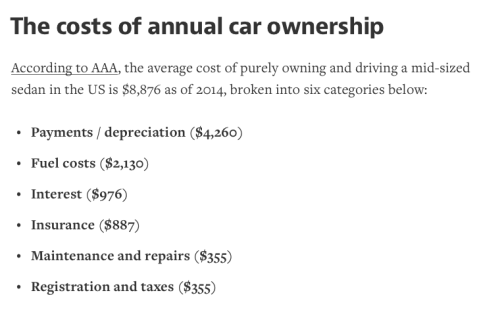 The costs of annual car ownership
According to AAA, the average cost of purely owning and driving a mid-sized
sedan in the US is $8,876 as of 2014, broken into six categories below:
• Payments / depreciation ($4,260)
• Fuel costs ($2,130)
• Interest ($976)
• Insurance ($887)
• Maintenance and repairs ($355)
• Registration and taxes ($355)